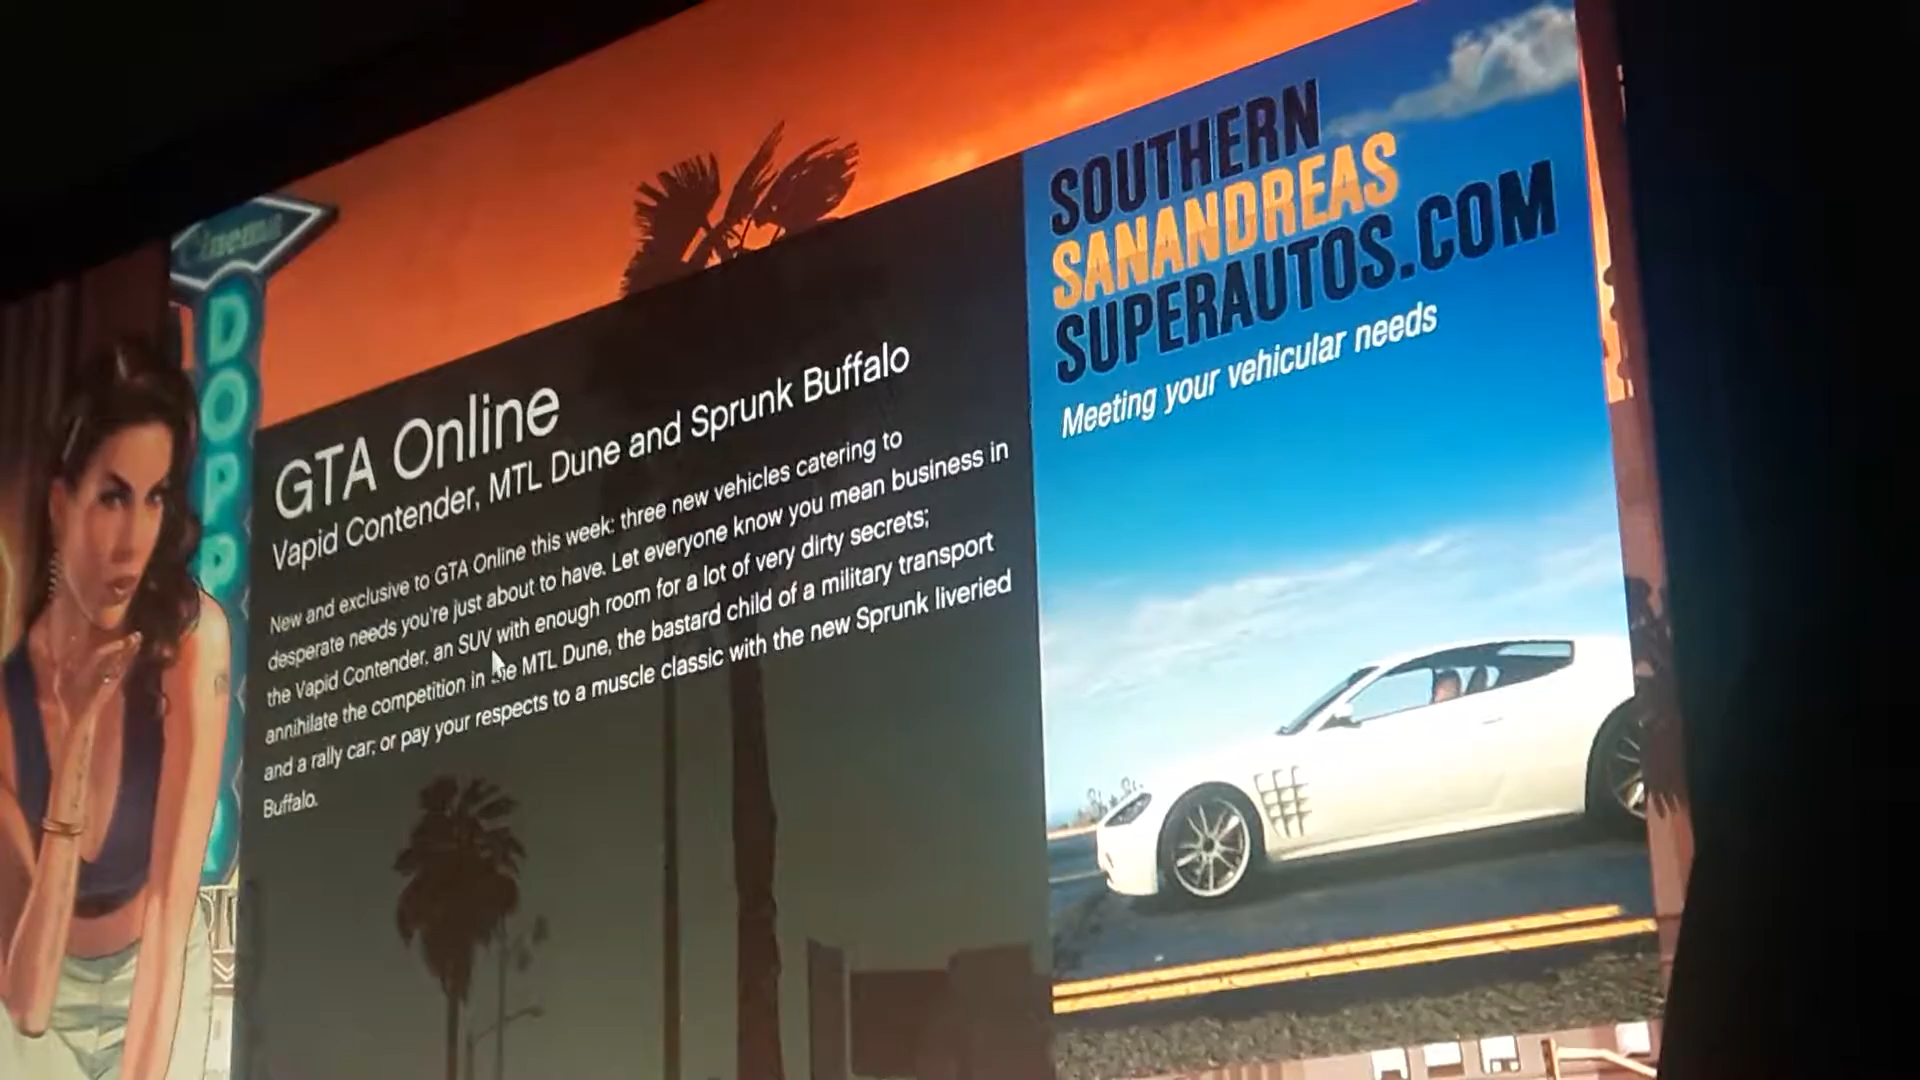 Cinema
DOPP
GTA Online
Vapid Contender, MTL Dune and Sprunk Buffalo
New and exclusive to GTA Online this week: three new vehicles catering to
desperate needs you're just about to have. Let everyone know you mean business in
the Vapid Contender, an SUV with enough room for a lot of very dirty secrets;
annihilate the competition in the MTL Dune, the bastard child of a military transport
and a rally car; or pay your respects to a muscle classic with the new Sprunk liveried
Buffalo.
SOUTHERN
SANANDREAS
SUPERAUTOS.COM
Meeting your vehicular needs